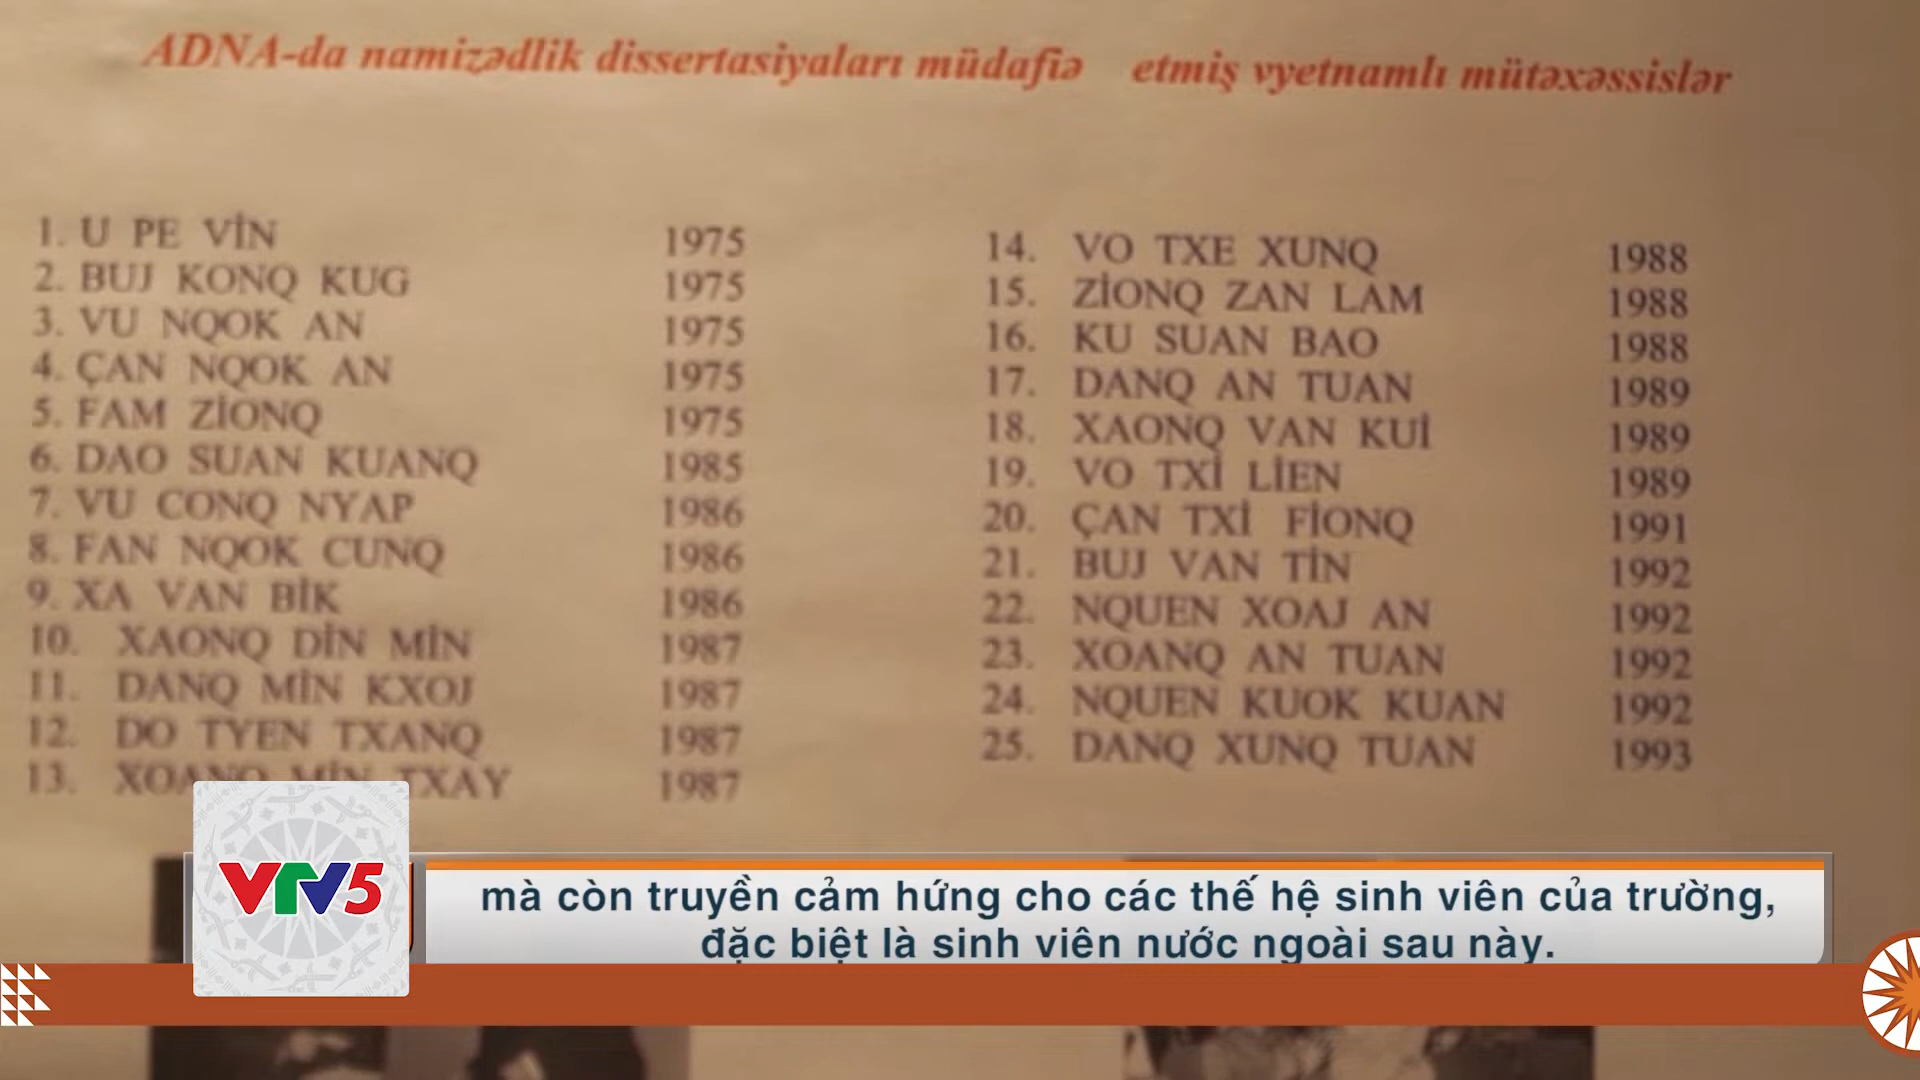 ADNA-da namizədlik dissertasiyaları müdafiə etmiş vyetnamlı mütəxəssislər
1. U PE VİN 1975
2. BUJ KONQ KUG 1975
3. VU NQOK AN 1975
4. ÇAN NQOK AN 1975
5. FAM ZİONQ 1975
6. DAO SUAN KUANQ 1985
7. VU CONQ NYAP 1986
8. FAN NQOK CUNQ 1986
9. XA VAN BİK 1986
10. XAONQ DİN MİN 1987
11. DANQ MİN KXOJ 1987
12. DO TYEN TXANQ 1987
13. XOANQ MİN TXAY 1987
14. VO TXE XUNQ 1988
15. ZİONQ ZAN LAM 1988
16. KU SUAN BAO 1988
17. DANQ AN TUAN 1989
18. XAONQ VAN KUİ 1989
19. VO TXİ LİEN 1989
20. ÇAN TXİ FİONQ 1991
21. BUJ VAN TİN 1992
22. NQUEN XOAJ AN 1992
23. XOANQ AN TUAN 1992
24. NQUEN KUOK KUAN 1992
25. DANQ XUNQ TUAN 1993
VTV5
mà còn truyền cảm hứng cho các thế hệ sinh viên của trường,
đặc biệt là sinh viên nước ngoài sau này.